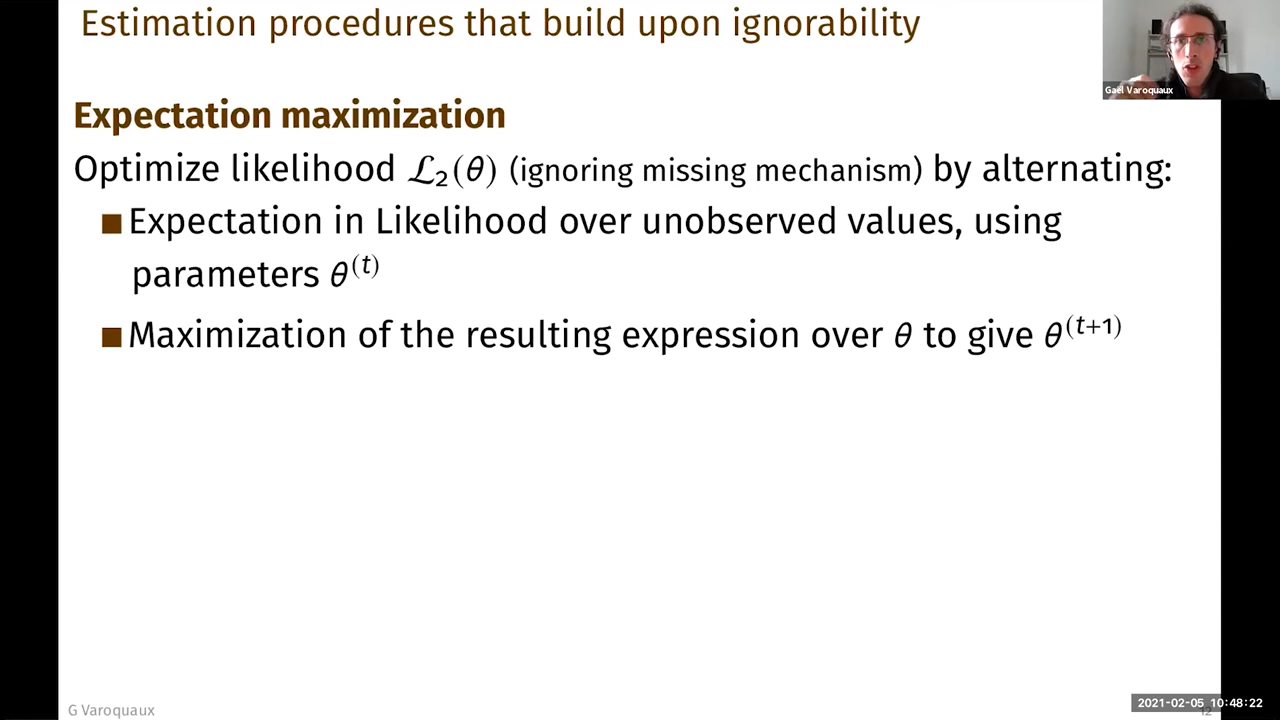 Estimation procedures that build upon ignorability
Gaël Varoquaux
Expectation maximization
Optimize likelihood ℒ₂(θ) (ignoring missing mechanism) by alternating:
■ Expectation in Likelihood over unobserved values, using
parameters θ⁽ᵗ⁾
■ Maximization of the resulting expression over θ to give θ⁽ᵗ⁺¹⁾
G Varoquaux
2021-02-05 10:48:22
12